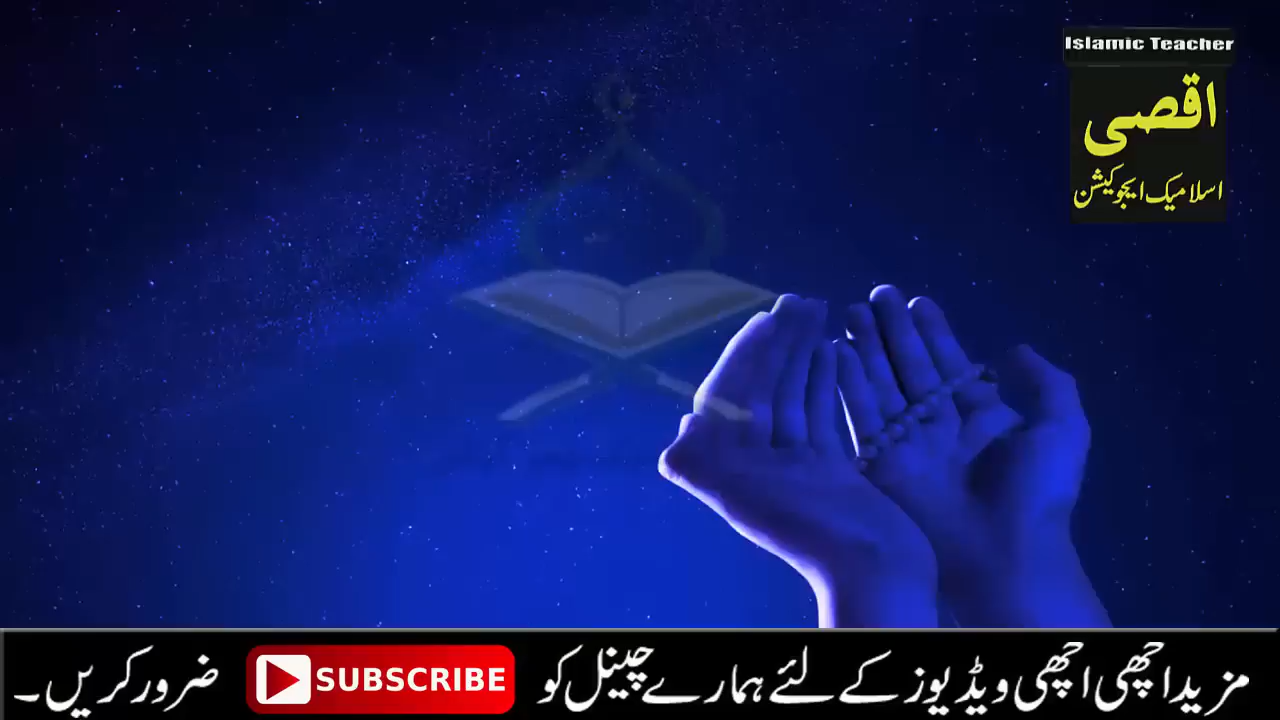 Islamic Teacher
اقصی
اسلامیک ایجوکیشن
مزید اچھی اچھی ویڈیوز کے لئے ہمارے چینل کو SUBSCRIBE ضرور کریں۔